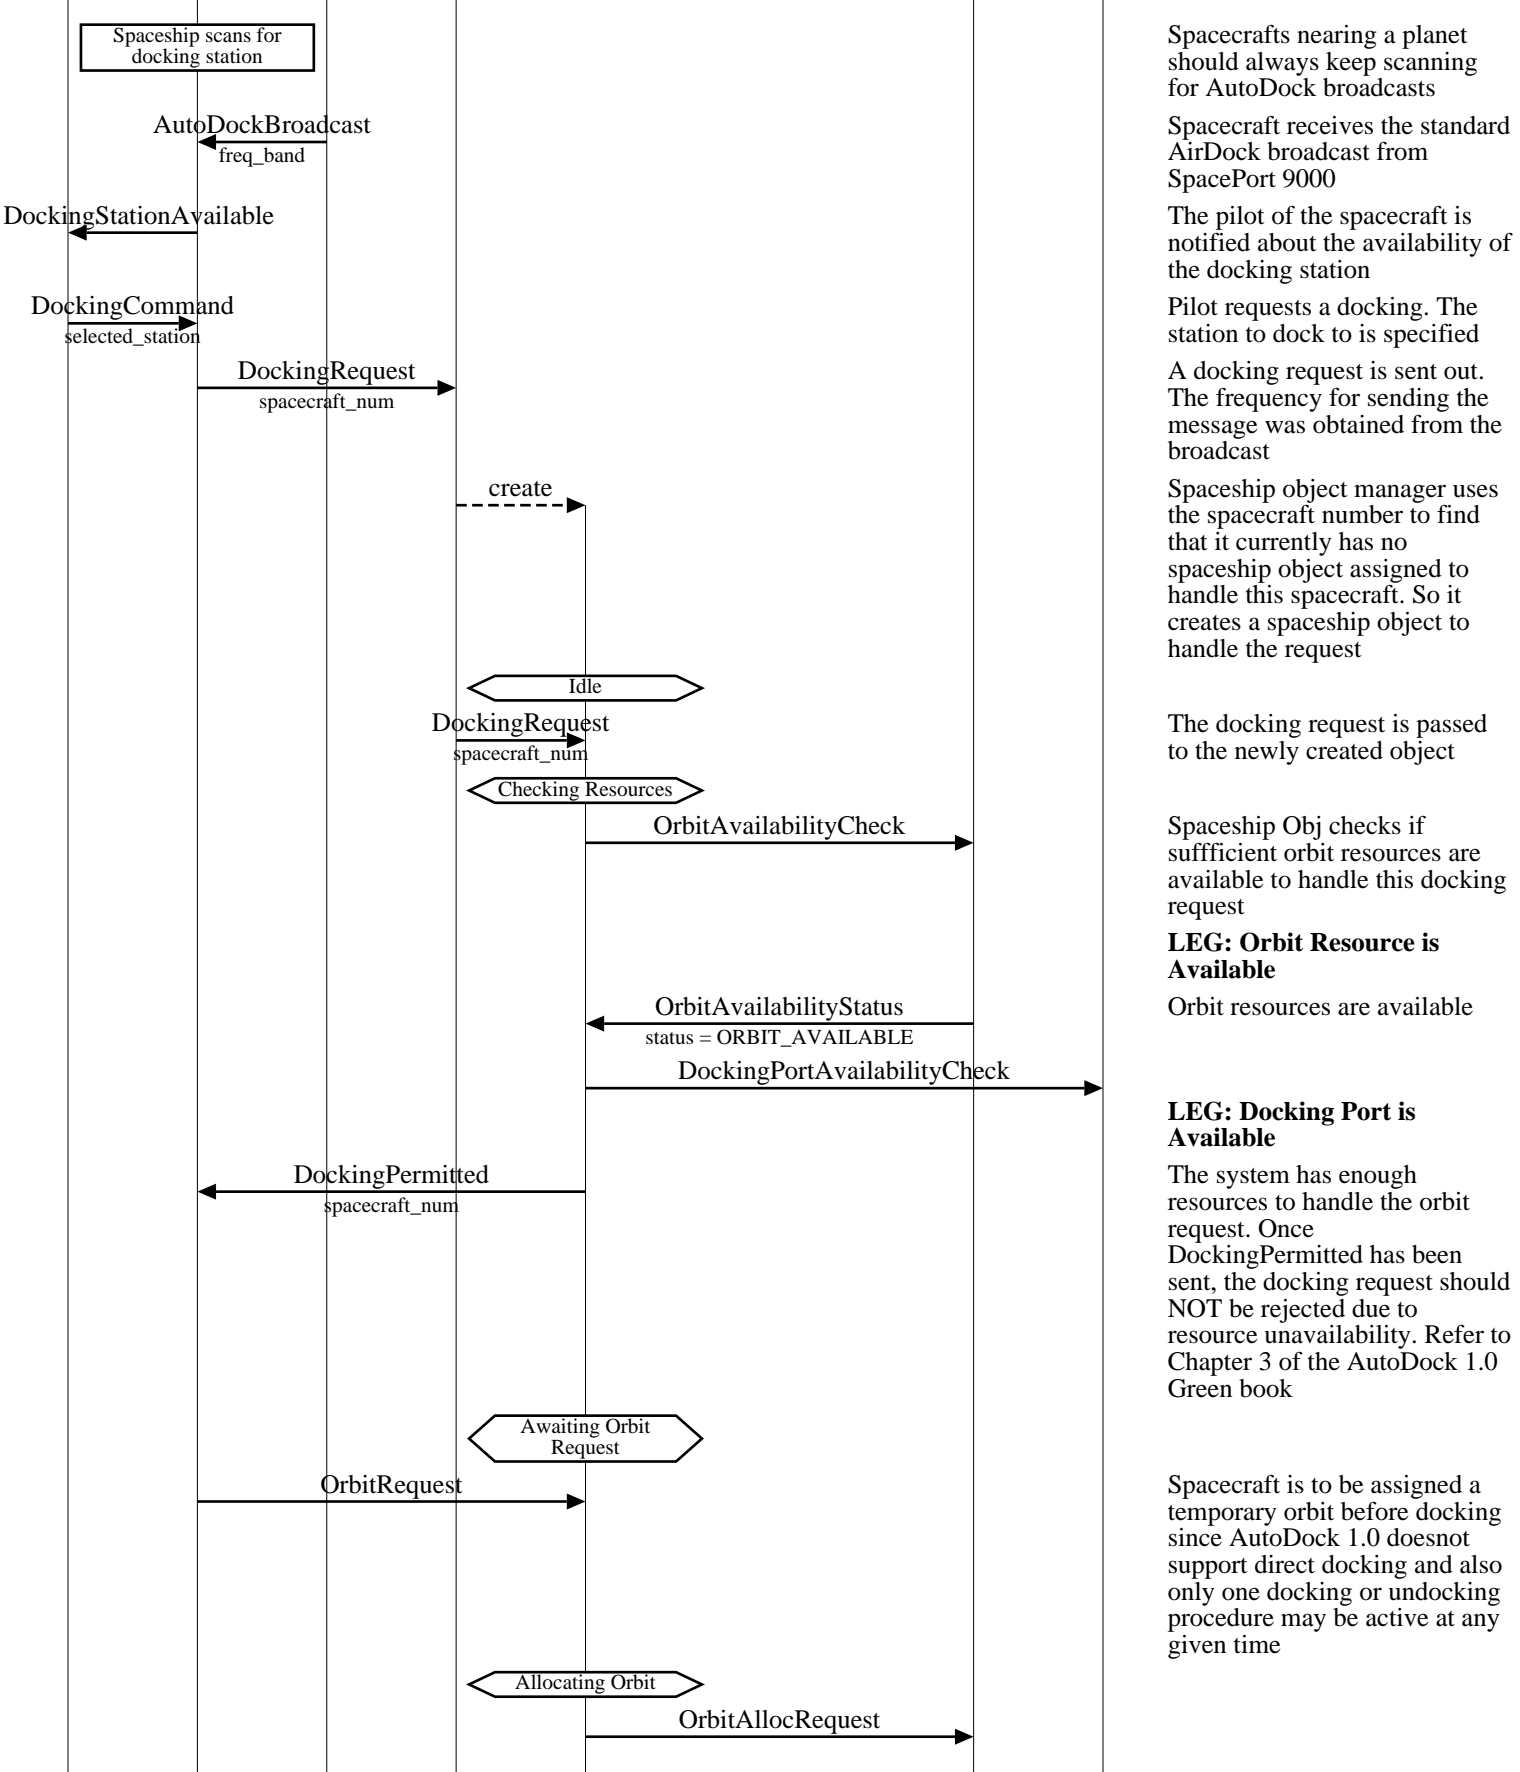 Spaceship scans for
docking station
Spacecrafts nearing a planet
should always keep scanning
for AutoDock broadcasts
AutoDockBroadcast
freq_band
Spacecraft receives the standard
AirDock broadcast from
SpacePort 9000
DockingStationAvailable
The pilot of the spacecraft is
notified about the availability of
the docking station
DockingCommand
selected_station
Pilot requests a docking. The
station to dock to is specified
DockingRequest
spacecraft_num
A docking request is sent out.
The frequency for sending the
message was obtained from the
broadcast
create
Spaceship object manager uses
the spacecraft number to find
that it currently has no
spaceship object assigned to
handle this spacecraft. So it
creates a spaceship object to
handle the request
Idle
DockingRequest
spacecraft_num
The docking request is passed
to the newly created object
Checking Resources
OrbitAvailabilityCheck
Spaceship Obj checks if
suffficient orbit resources are
available to handle this docking
request
LEG: Orbit Resource is
Available
OrbitAvailabilityStatus
status = ORBIT_AVAILABLE
Orbit resources are available
DockingPortAvailabilityCheck
LEG: Docking Port is
Available
DockingPermitted
spacecraft_num
The system has enough
resources to handle the orbit
request. Once
DockingPermitted has been
sent, the docking request should
NOT be rejected due to
resource unavailability. Refer to
Chapter 3 of the AutoDock 1.0
Green book
Awaiting Orbit
Request
OrbitRequest
Spacecraft is to be assigned a
temporary orbit before docking
since AutoDock 1.0 doesnot
support direct docking and also
only one docking or undocking
procedure may be active at any
given time
Allocating Orbit
OrbitAllocRequest